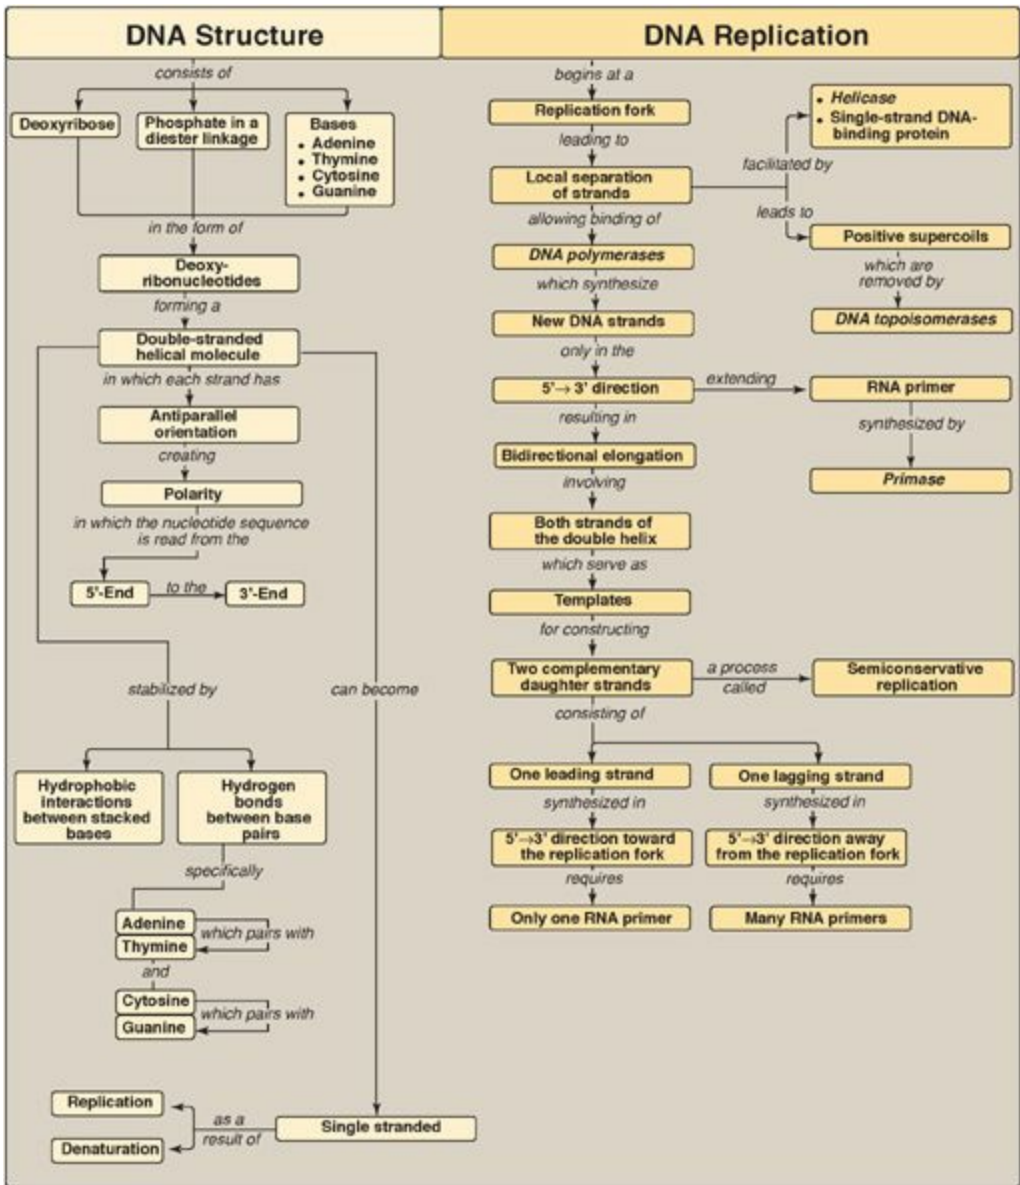 DNA Structure
consists of
Deoxyribose
Phosphate in a
diester linkage
Bases
• Adenine
• Thymine
• Cytosine
• Guanine
in the form of
Deoxy-
ribonucleotides
forming a
Double-stranded
helical molecule
in which each strand has
Antiparallel
orientation
creating
Polarity
in which the nucleotide sequence
is read from the
5'-End
to the
3'-End
stabilized by
can become
Hydrophobic
interactions
between stacked
bases
Hydrogen
bonds
between base
pairs
specifically
Adenine
which pairs with
Thymine
and
Cytosine
which pairs with
Guanine
Replication
as a
result of
Single stranded
Denaturation
DNA Replication
begins at a
Replication fork
leading to
Local separation
of strands
facilitated by
• Helicase
• Single-strand DNA-
binding protein
leads to
Positive supercoils
which are
removed by
DNA topoisomerases
allowing binding of
DNA polymerases
which synthesize
New DNA strands
only in the
5'→ 3' direction
extending
RNA primer
synthesized by
Primase
resulting in
Bidirectional elongation
involving
Both strands of
the double helix
which serve as
Templates
for constructing
Two complementary
daughter strands
a process
called
Semiconservative
replication
consisting of
One leading strand
synthesized in
5'→3' direction toward
the replication fork
requires
Only one RNA primer
One lagging strand
synthesized in
5'→3' direction away
from the replication fork
requires
Many RNA primers